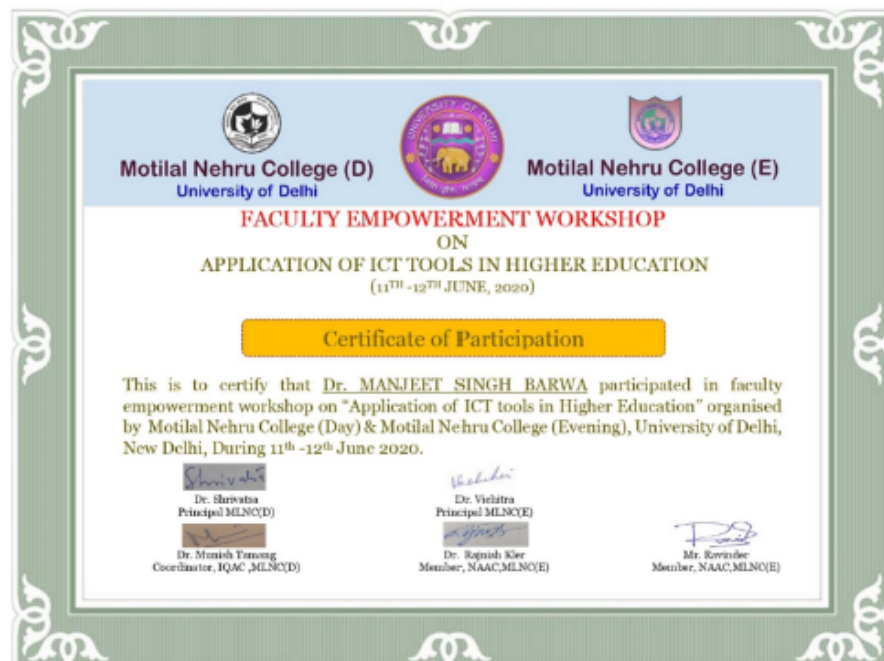 Motilal Nehru College (D)
University of Delhi
UNIVERSITY OF DELHI
Motilal Nehru College (E)
University of Delhi
FACULTY EMPOWERMENT WORKSHOP
ON
APPLICATION OF ICT TOOLS IN HIGHER EDUCATION
(11TH -12TH JUNE, 2020)
Certificate of Participation
This is to certify that Dr. MANJEET SINGH BARWA participated in faculty
empowerment workshop on "Application of ICT tools in Higher Education" organised
by Motilal Nehru College (Day) & Motilal Nehru College (Evening), University of Delhi,
New Delhi, During 11th -12th June 2020.
Shrivatsa
Dr. Shrivatsa
Principal MLNC(D)
Dr. Vichitra
Principal MLNC(E)
Dr. Munish Tamang
Coordinator, IQAC ,MLNC(D)
Dr. Rajnish Kler
Member, NAAC,MLNC(E)
Mr. Ravinder
Member, NAAC,MLNC(E)